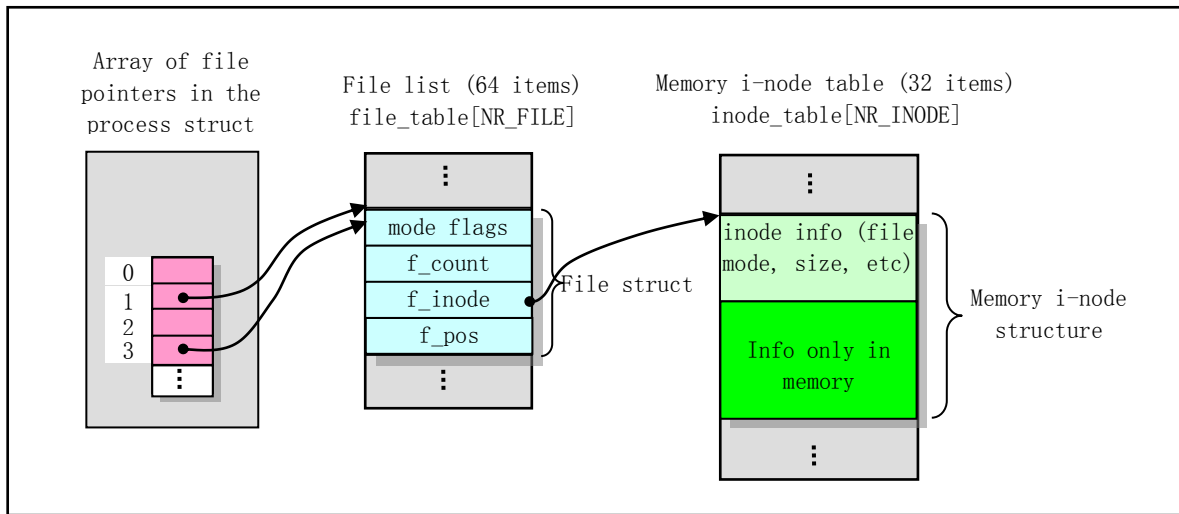 Array of file
pointers in the
process struct
File list (64 items)
file_table[NR_FILE]
Memory i-node table (32 items)
inode_table[NR_INODE]
0
1
2
3
⋮
⋮
mode flags
f_count
f_inode
f_pos
⋮
File struct
⋮
inode info (file
mode, size, etc)
Info only in
memory
⋮
Memory i-node
structure